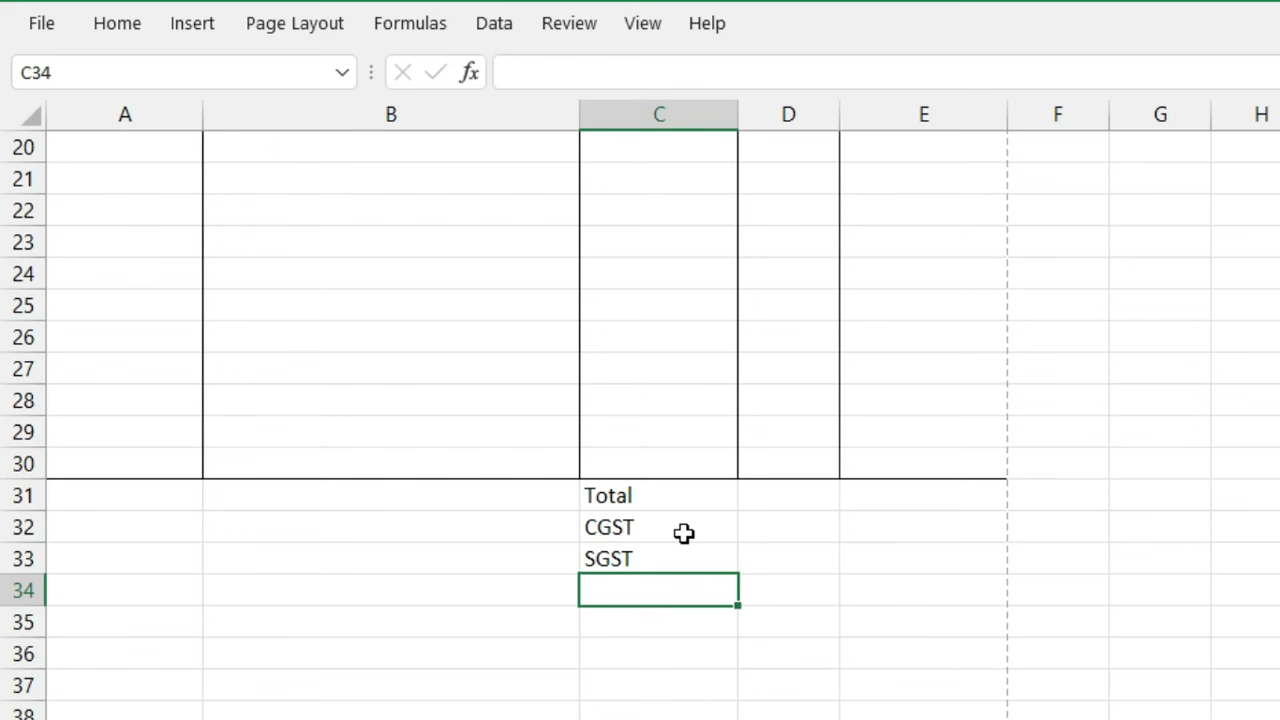 File Home Insert Page Layout Formulas Data Review View Help
C34 fx
A B C D E F G H
20
21
22
23
24
25
26
27
28
29
30
31 Total
32 CGST
33 SGST
34
35
36
37
38